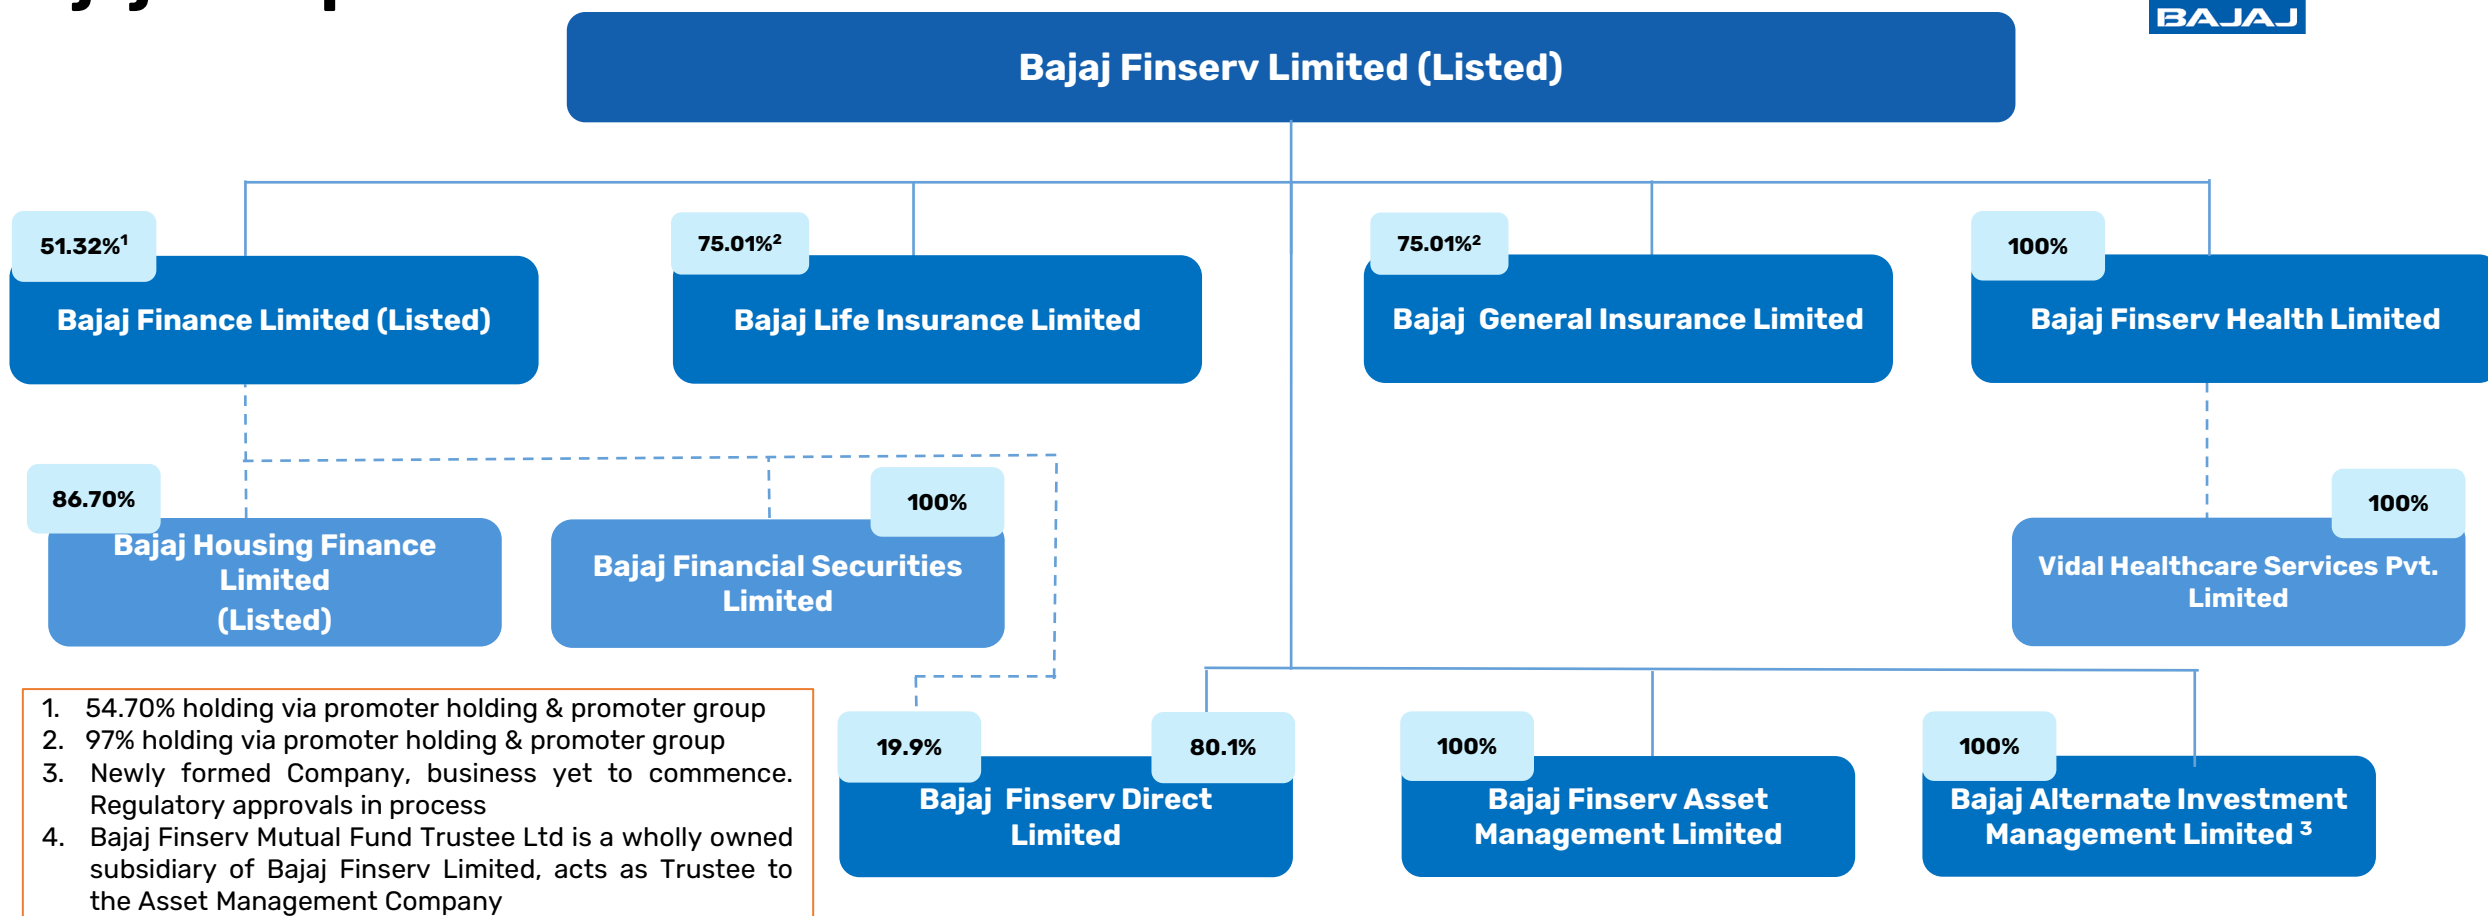 BAJAJ
Bajaj Finserv Limited (Listed)
51.32%¹
75.01%²
75.01%²
100%
Bajaj Finance Limited (Listed)
Bajaj Life Insurance Limited
Bajaj General Insurance Limited
Bajaj Finserv Health Limited
86.70%
100%
100%
Bajaj Housing Finance
Limited
(Listed)
Bajaj Financial Securities
Limited
Vidal Healthcare Services Pvt.
Limited
1. 54.70% holding via promoter holding & promoter group
2. 97% holding via promoter holding & promoter group
3. Newly formed Company, business yet to commence.
Regulatory approvals in process
4. Bajaj Finserv Mutual Fund Trustee Ltd is a wholly owned
subsidiary of Bajaj Finserv Limited, acts as Trustee to
the Asset Management Company
19.9%
80.1%
100%
100%
Bajaj Finserv Direct
Limited
Bajaj Finserv Asset
Management Limited
Bajaj Alternate Investment
Management Limited ³